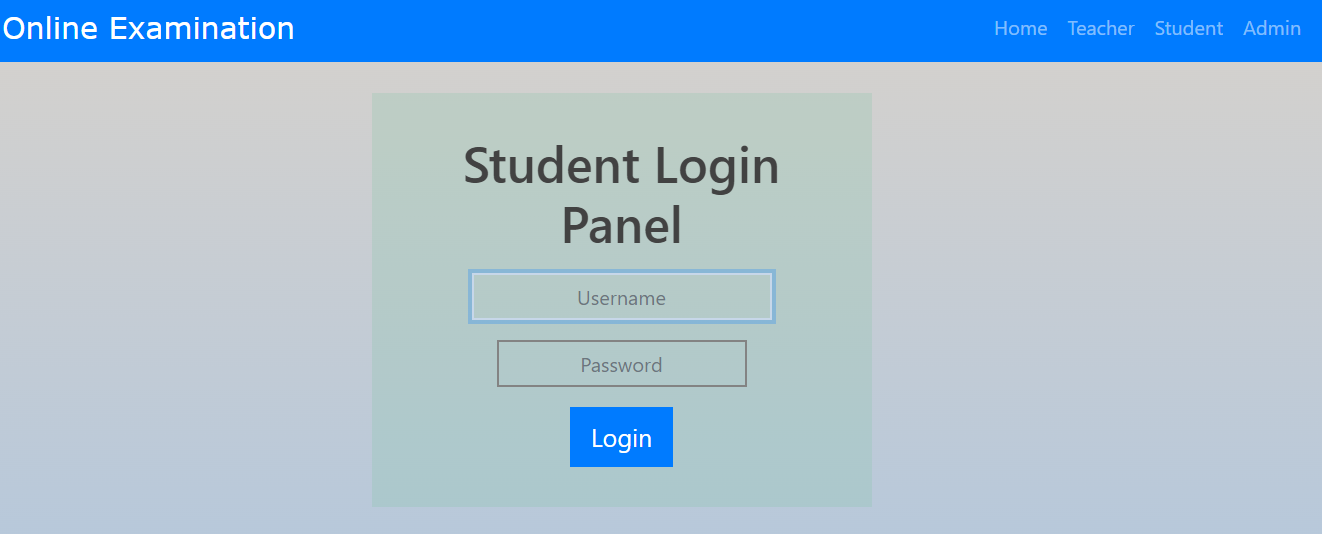 Online Examination
Home Teacher Student Admin
Student Login
Panel
Username
Password
Login